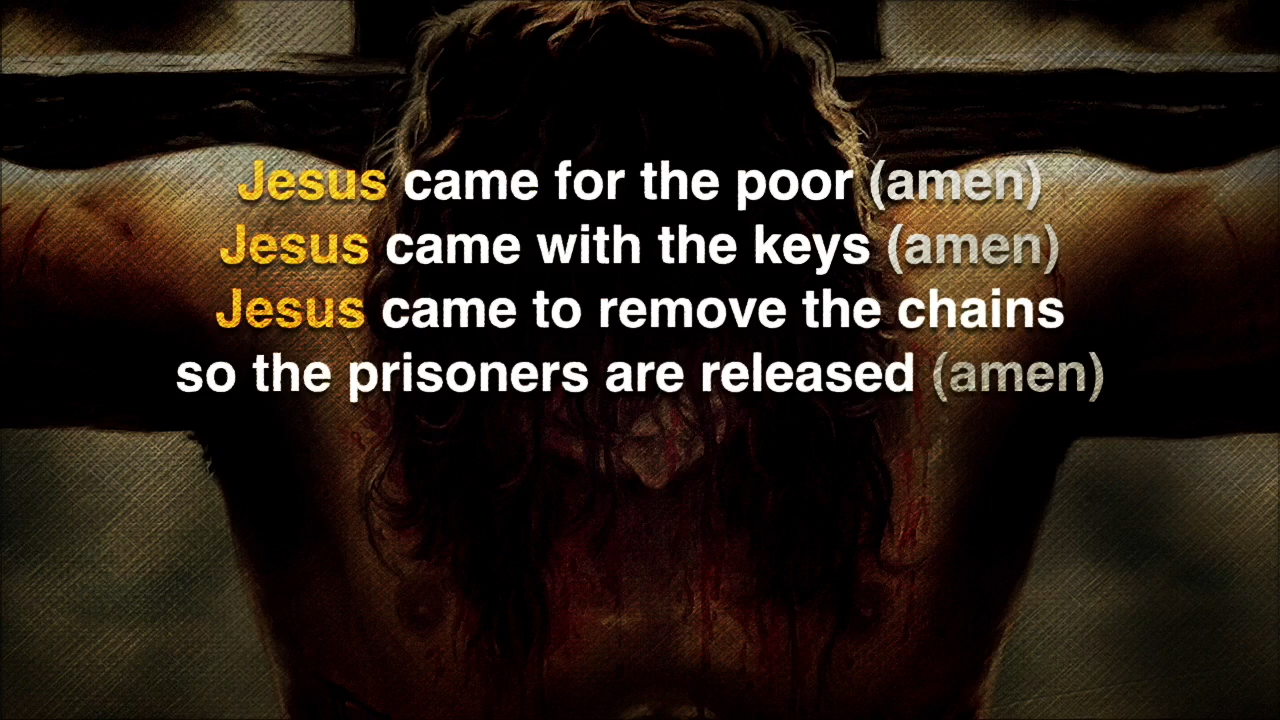 Jesus came for the poor (amen)
Jesus came with the keys (amen)
Jesus came to remove the chains
so the prisoners are released (amen)